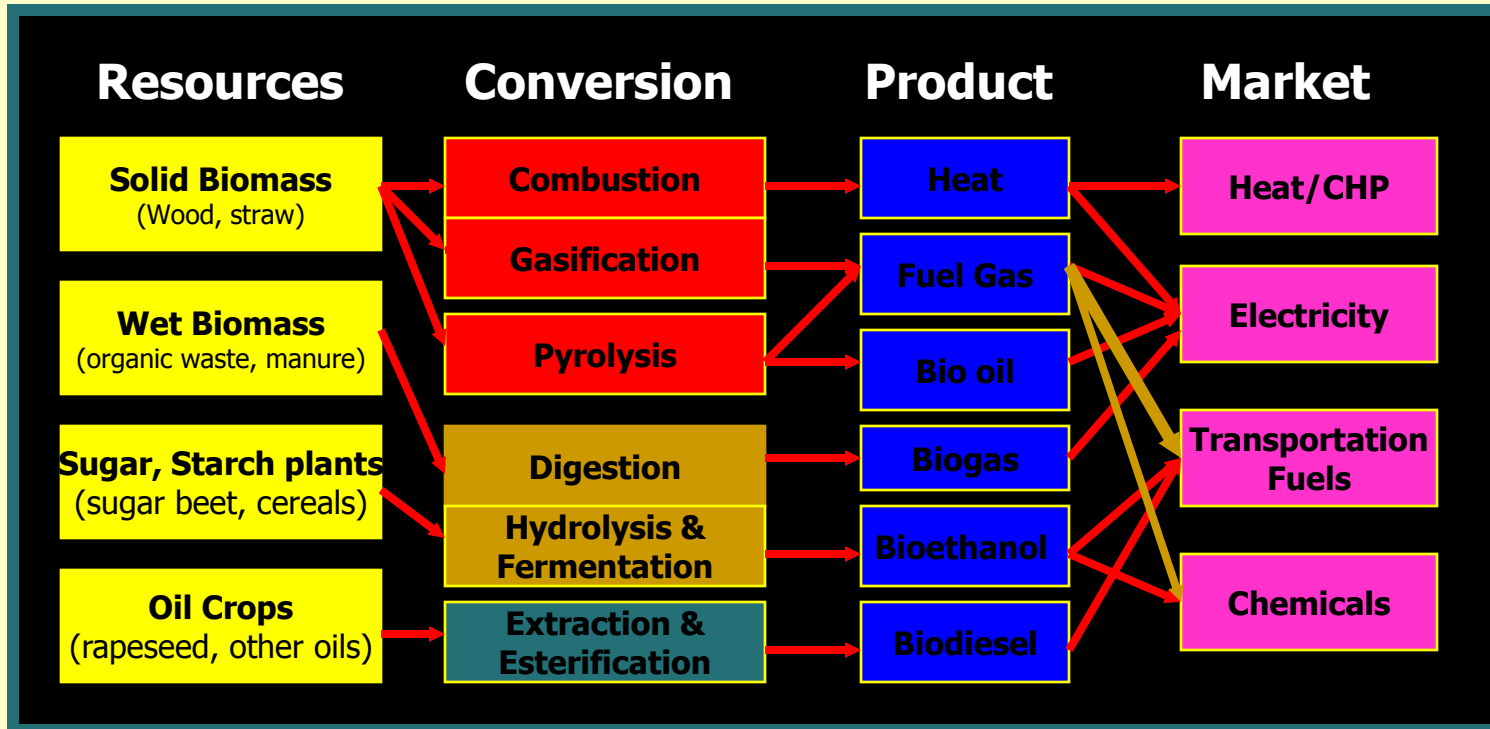 Resources
Conversion
Product
Market
Solid Biomass
(Wood, straw)
Wet Biomass
(organic waste, manure)
Sugar, Starch plants
(sugar beet, cereals)
Oil Crops
(rapeseed, other oils)
Combustion
Gasification
Pyrolysis
Digestion
Hydrolysis &
Fermentation
Extraction &
Esterification
Heat
Fuel Gas
Bio oil
Biogas
Bioethanol
Biodiesel
Heat/CHP
Electricity
Transportation
Fuels
Chemicals